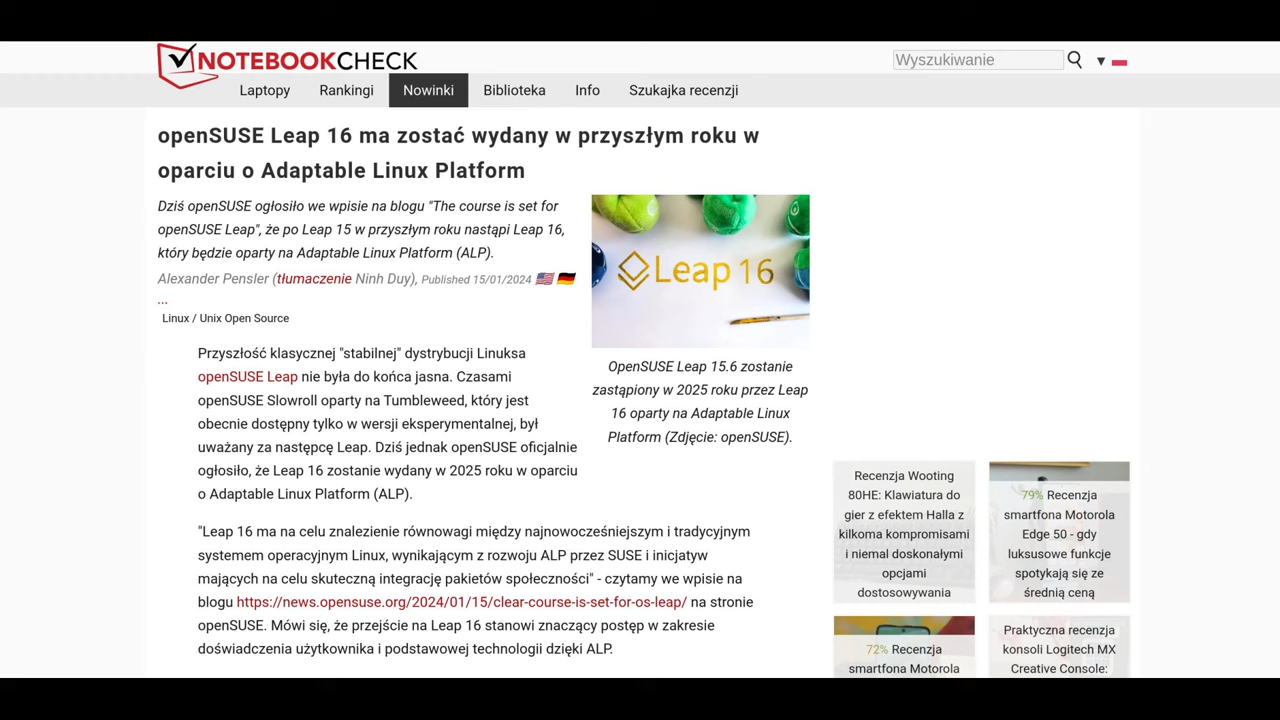 NOTEBOOKCHECK
Wyszukiwanie
▼
Laptopy
Rankingi
Nowinki
Biblioteka
Info
Szukajka recenzji
openSUSE Leap 16 ma zostać wydany w przyszłym roku w
oparciu o Adaptable Linux Platform
Dziś openSUSE ogłosiło we wpisie na blogu "The course is set for
openSUSE Leap", że po Leap 15 w przyszłym roku nastąpi Leap 16,
który będzie oparty na Adaptable Linux Platform (ALP).
Alexander Pensler (tłumaczenie Ninh Duy), Published 15/01/2024 🇺🇸 🇩🇪
...
Linux / Unix Open Source
Leap 16
OpenSUSE Leap 15.6 zostanie
zastąpiony w 2025 roku przez Leap
16 oparty na Adaptable Linux
Platform (Zdjęcie: openSUSE).
Przyszłość klasycznej "stabilnej" dystrybucji Linuksa
openSUSE Leap nie była do końca jasna. Czasami
openSUSE Slowroll oparty na Tumbleweed, który jest
obecnie dostępny tylko w wersji eksperymentalnej, był
uważany za następcę Leap. Dziś jednak openSUSE oficjalnie
ogłosiło, że Leap 16 zostanie wydany w 2025 roku w oparciu
o Adaptable Linux Platform (ALP).
"Leap 16 ma na celu znalezienie równowagi między najnowocześniejszym i tradycyjnym
systemem operacyjnym Linux, wynikającym z rozwoju ALP przez SUSE i inicjatyw
mających na celu skuteczną integrację pakietów społeczności" - czytamy we wpisie na
blogu https://news.opensuse.org/2024/01/15/clear-course-is-set-for-os-leap/ na stronie
openSUSE. Mówi się, że przejście na Leap 16 stanowi znaczący postęp w zakresie
doświadczenia użytkownika i podstawowej technologii dzięki ALP.
Recenzja Wooting
80HE: Klawiatura do
gier z efektem Halla z
kilkoma kompromisami
i niemal doskonałymi
opcjami
dostosowywania
79% Recenzja
smartfona Motorola
Edge 50 - gdy
luksusowe funkcje
spotykają się ze
średnią ceną
72% Recenzja
smartfona Motorola
Praktyczna recenzja
konsoli Logitech MX
Creative Console: